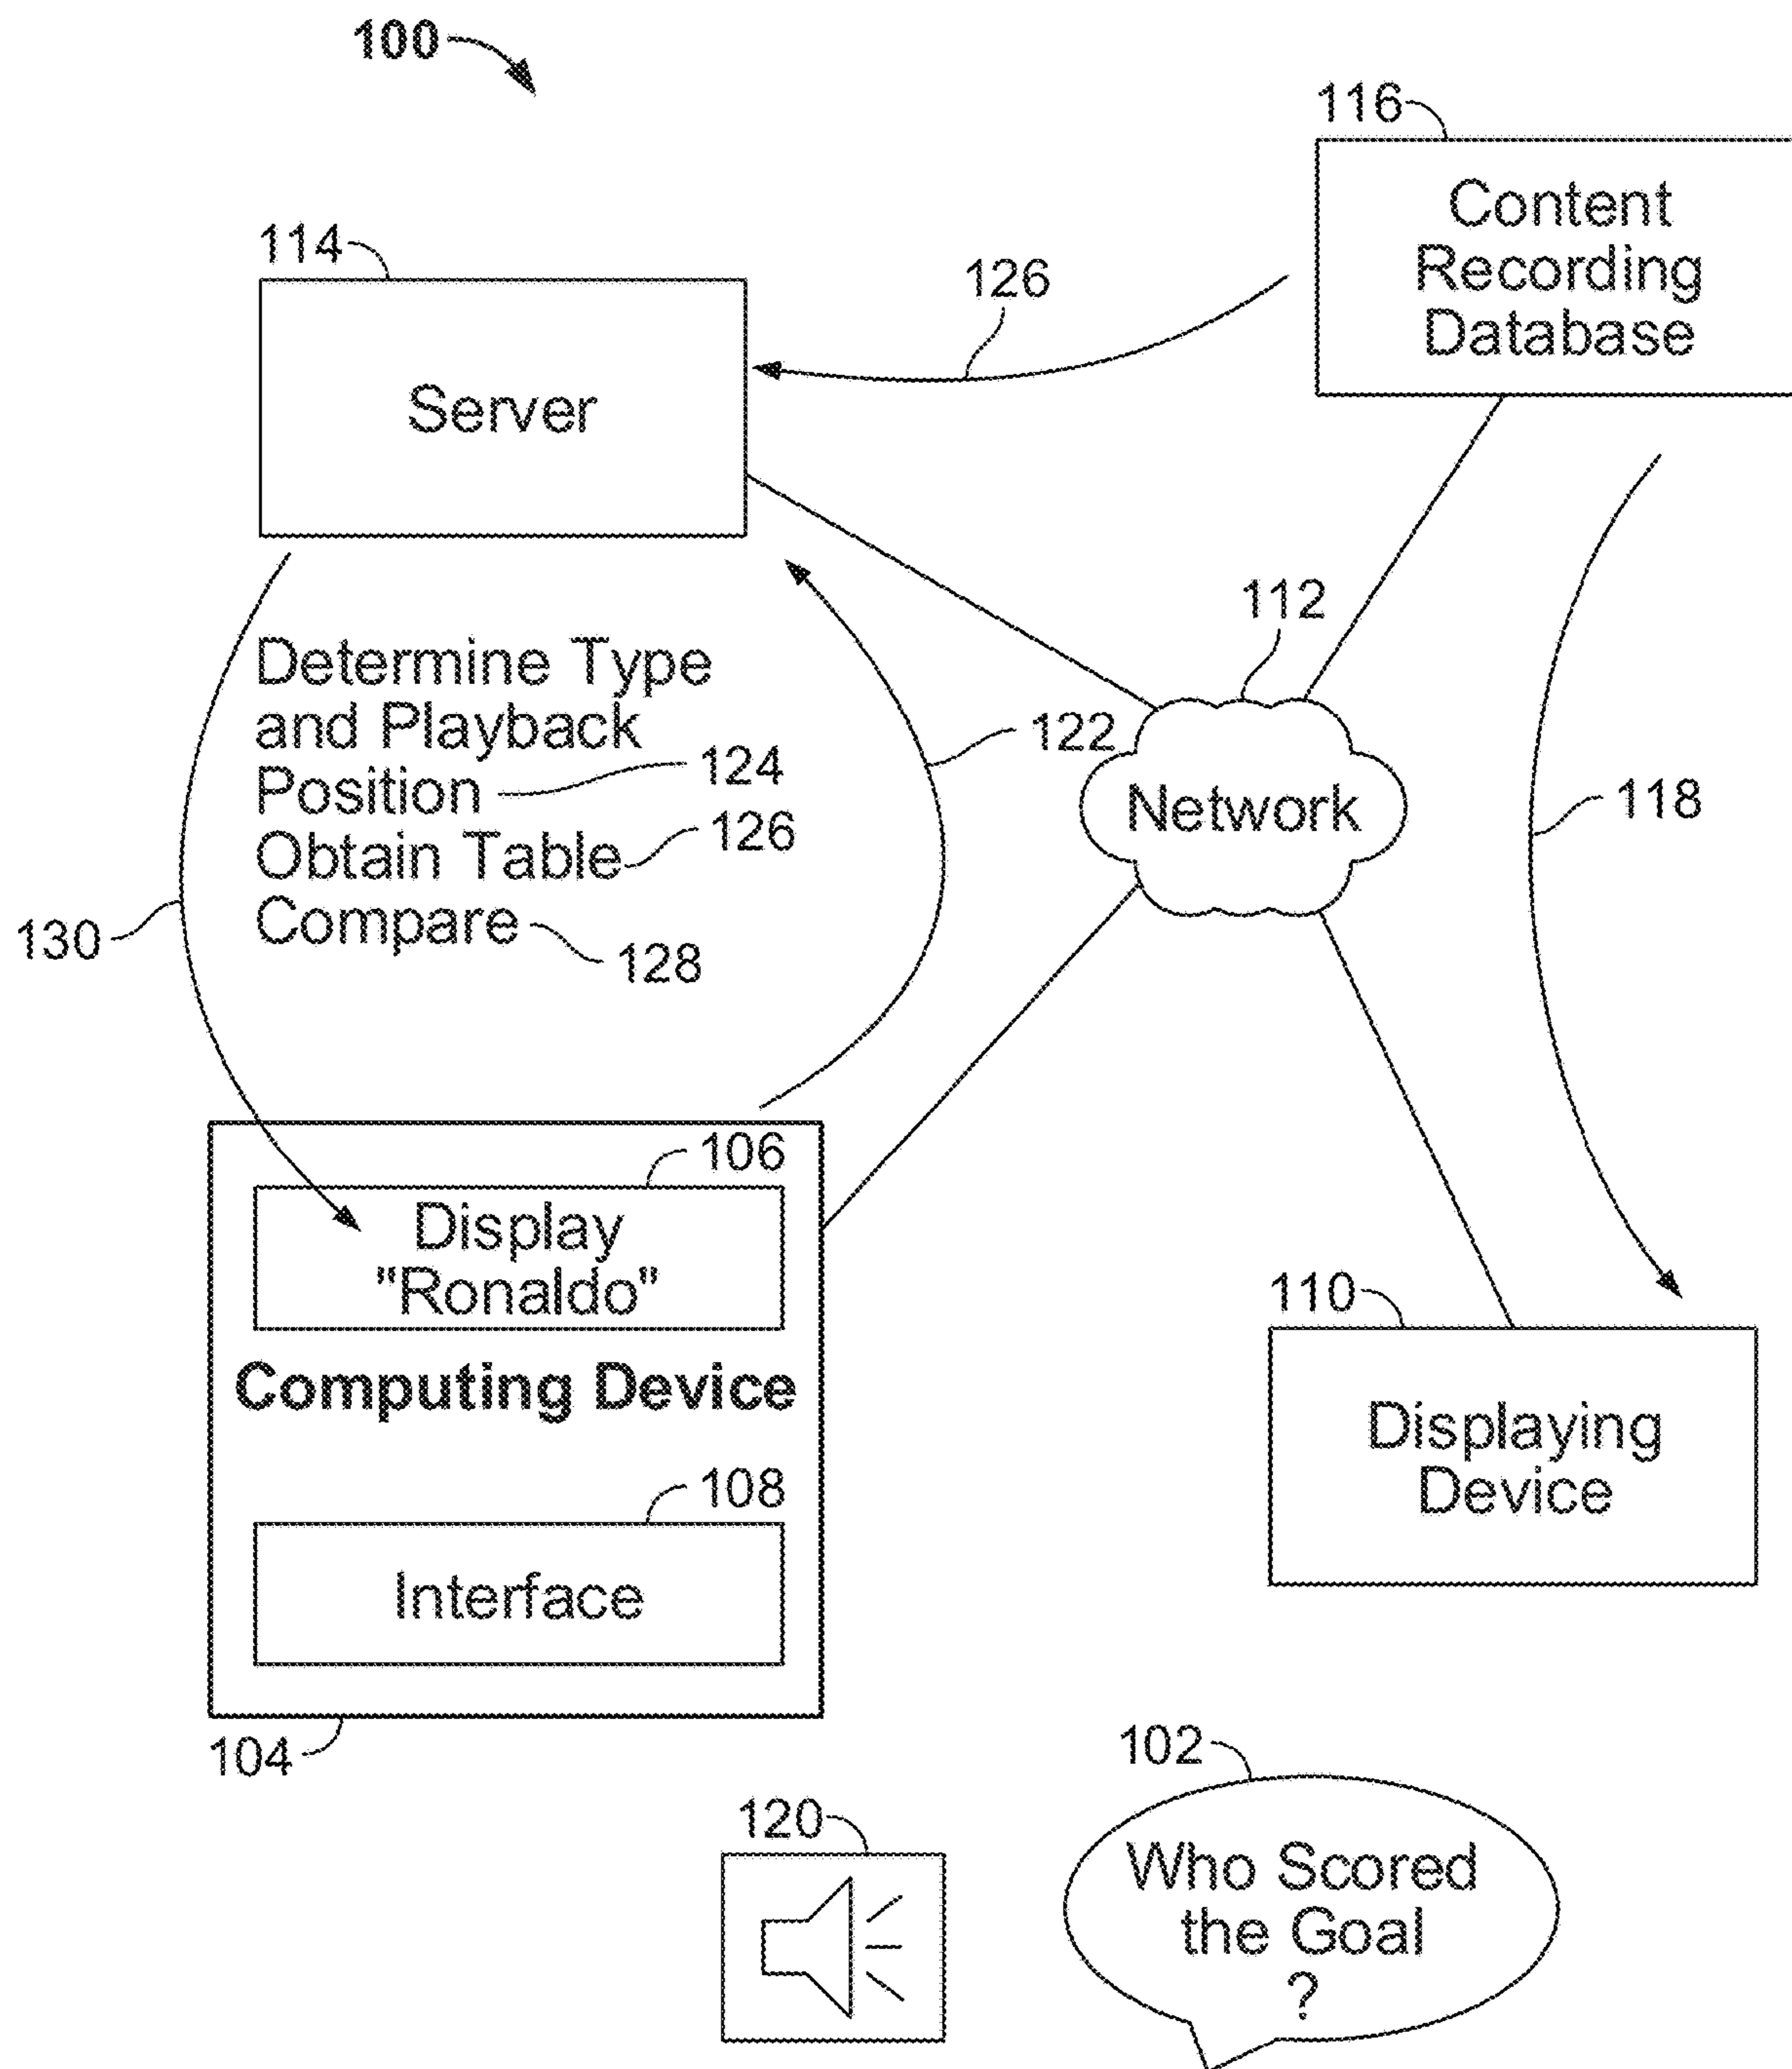 100
116
Content
Recording
Database
114
126
Server
112
Determine Type
and Playback
Position
124
122
Network
118
Obtain Table
126
Compare
128
130
106
Display
"Ronaldo"
Computing Device
108
Interface
104
110
Displaying
Device
102
120
Who Scored
the Goal
?